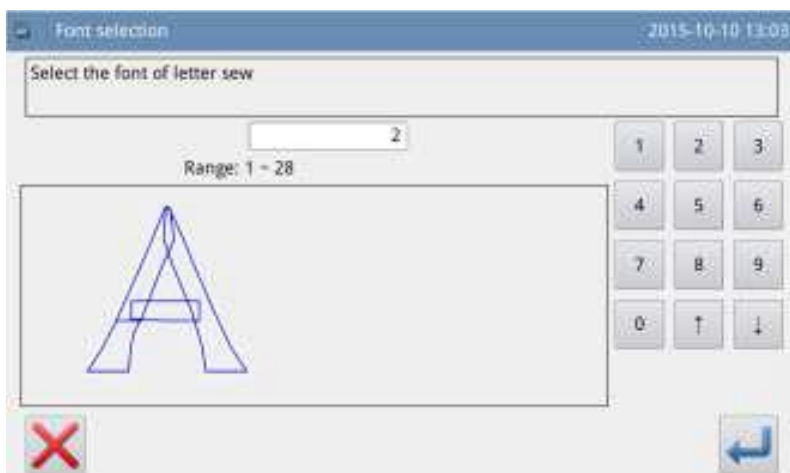 Font selection 2015-10-10 13:03
Select the font of letter sew
2
Range: 1 ~ 28
1 2 3
4 5 6
7 8 9
0 ↑ ↓
A